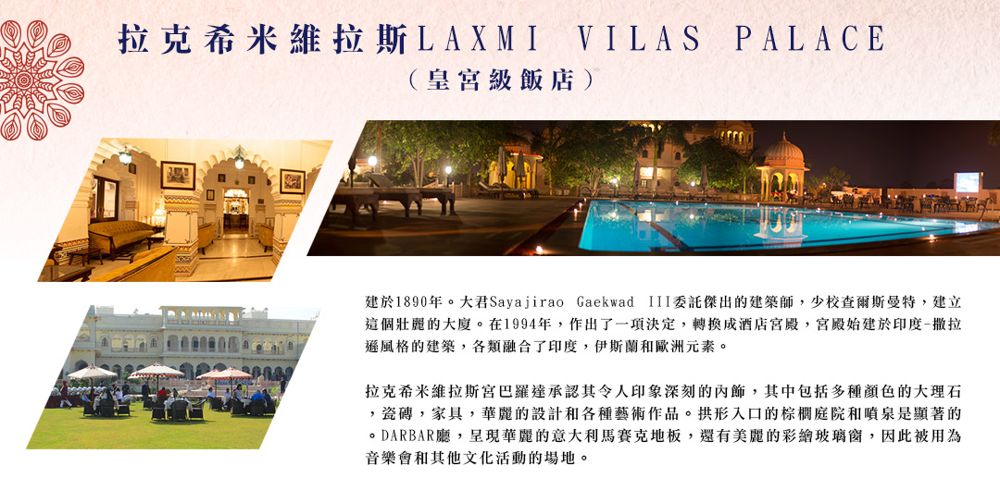 拉克希米維拉斯LAXMI VILAS PALACE
（皇宮級飯店）
建於1890年。大君Sayajirao Gaekwad III委託傑出的建築師，少校查爾斯曼特，建立
這個壯麗的大廈。在1994年，作出了一項決定，轉換成酒店宮殿，宮殿始建於印度-撒拉
遜風格的建築，各類融合了印度，伊斯蘭和歐洲元素。
拉克希米維拉斯宮巴羅達承認其令人印象深刻的內飾，其中包括多種顏色的大理石
，瓷磚，家具，華麗的設計和各種藝術作品。拱形入口的棕櫚庭院和噴泉是顯著的
。DARBAR廳，呈現華麗的意大利馬賽克地板，還有美麗的彩繪玻璃窗，因此被用為
音樂會和其他文化活動的場地。